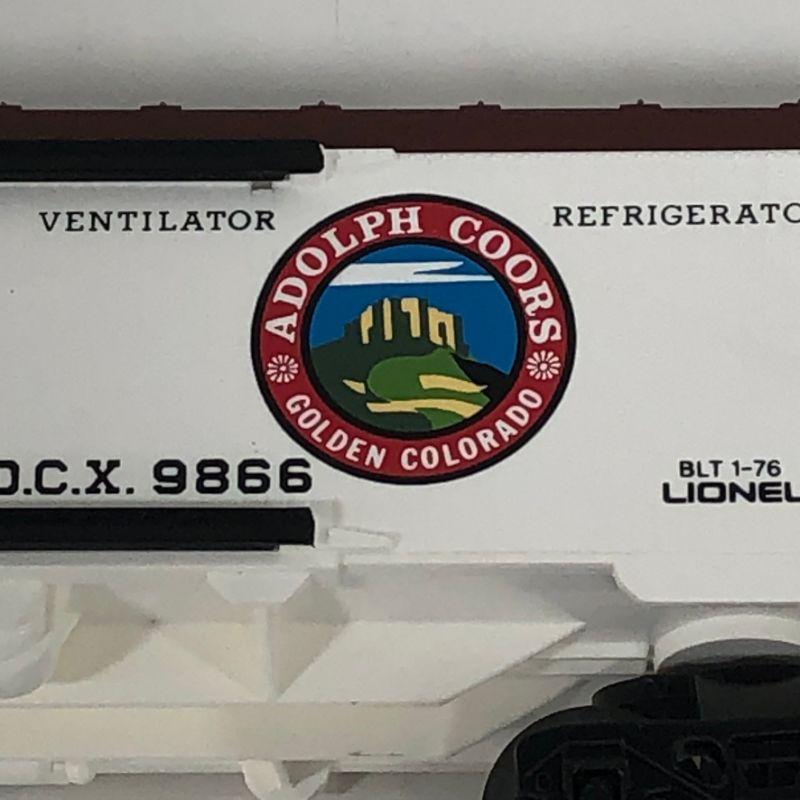 VENTILATOR
REFRIGERATO
ADOLPH COORS
GOLDEN COLORADO
.C.X. 9866
BLT 1-76
LIONEL